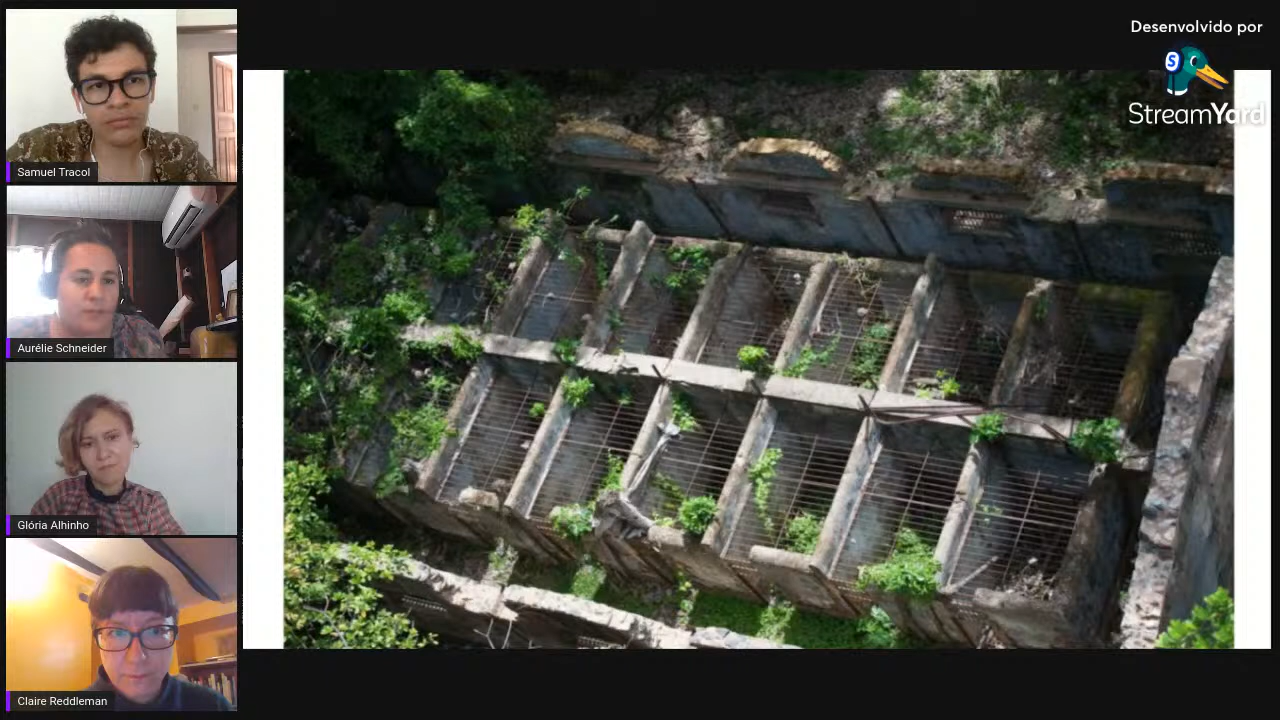 Desenvolvido por
StreamYard
Samuel Tracol
Aurélie Schneider
Glória Alhinho
Claire Reddleman